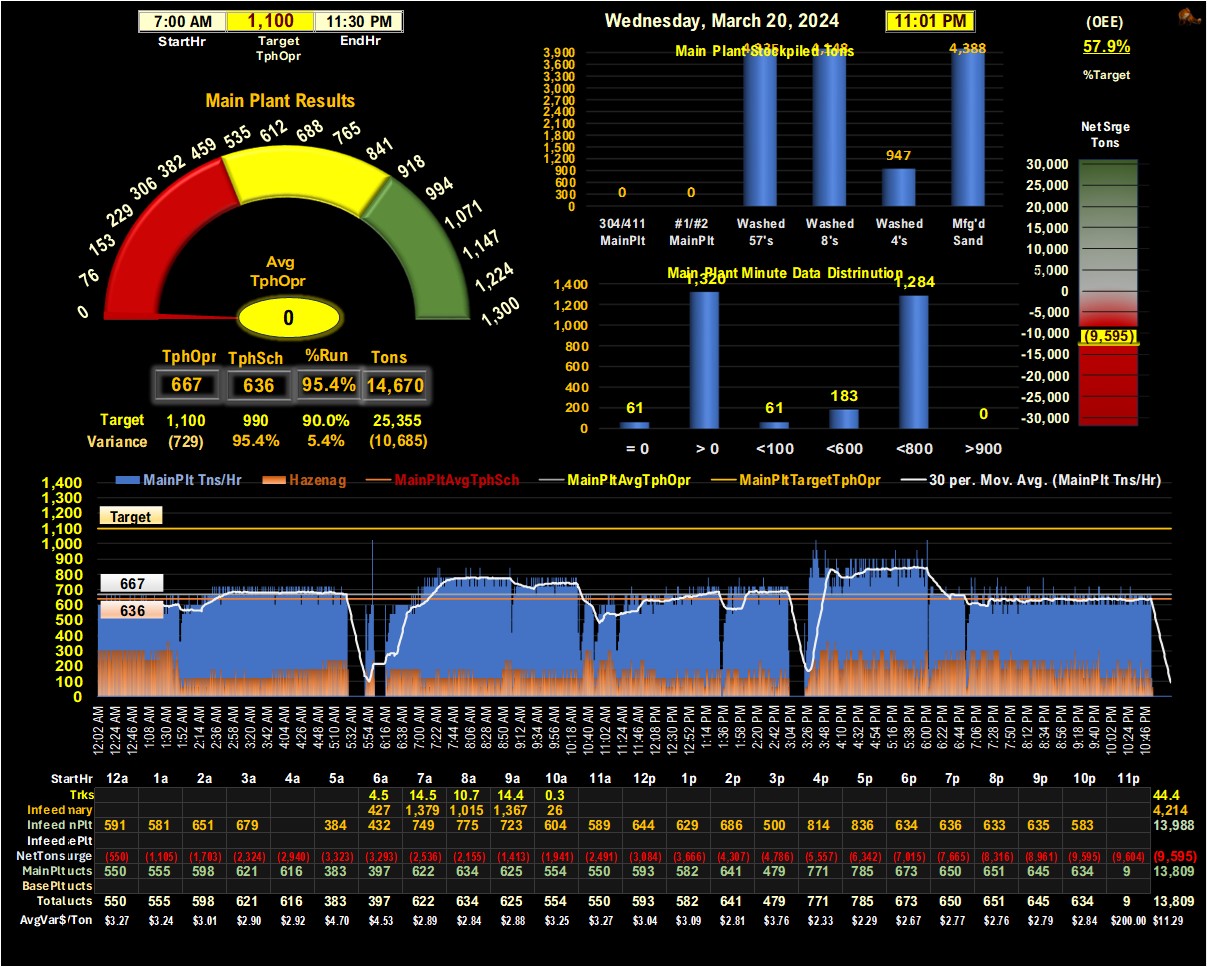 7:00 AM 1,100 11:30 PM
StartHr Target EndHr
TphOpr
Wednesday, March 20, 2024 11:01 PM
(OEE)
57.9%
%Target
Main Plant Results
0 76 153 229 306 382 459 535 612 688 765 841 918 994 1,071 1,147 1,224 1,300
Avg
TphOpr
0
TphOpr TphSch %Run Tons
667 636 95.4% 14,670
Target 1,100 990 90.0% 25,355
Variance (729) 95.4% 5.4% (10,685)
Main Plant Stockpiled Tons
3,900
3,600
3,300
3,000
2,700
2,400
2,100
1,800
1,500
1,200
900
600
300
0
0 0 947 4,388
304/411 #1/#2 Washed Washed Washed Mfg'd
MainPlt MainPlt 57's 8's 4's Sand
Main Plant Minute Data Distrinution
1,400
1,200
1,000
800
600
400
200
0
61 1,320 61 183 1,284 0
= 0 > 0 <100 <600 <800 >900
NetSrge
Tons
30,000
25,000
20,000
15,000
10,000
5,000
0
-5,000
-10,000
-15,000
-20,000
-25,000
-30,000
(9,595)
MainPlt Tns/Hr Hazenag MainPltAvgTphSch MainPltAvgTphOpr MainPltTargetTphOpr 30 per. Mov. Avg. (MainPlt Tns/Hr)
1,400
1,300
1,200
1,100
1,000
900
800
700
600
500
400
300
200
100
0
Target
667
636
12:02 AM 12:24 AM 12:46 AM 1:08 AM 1:30 AM 1:52 AM 2:14 AM 2:36 AM 2:58 AM 3:20 AM 3:42 AM 4:04 AM 4:26 AM 4:48 AM 5:10 AM 5:32 AM 5:54 AM 6:16 AM 6:38 AM 7:00 AM 7:22 AM 7:44 AM 8:06 AM 8:28 AM 8:50 AM 9:12 AM 9:34 AM 9:56 AM 10:18 AM 10:40 AM 11:02 AM 11:24 AM 11:46 AM 12:08 PM 12:30 PM 12:52 PM 1:14 PM 1:36 PM 1:58 PM 2:20 PM 2:42 PM 3:04 PM 3:26 PM 3:48 PM 4:10 PM 4:32 PM 4:54 PM 5:16 PM 5:38 PM 6:00 PM 6:22 PM 6:44 PM 7:06 PM 7:28 PM 7:50 PM 8:12 PM 8:34 PM 8:56 PM 9:18 PM 9:40 PM 10:02 PM 10:24 PM 10:46 PM
StartHr 12a 1a 2a 3a 4a 5a 6a 7a 8a 9a 10a 11a 12p 1p 2p 3p 4p 5p 6p 7p 8p 9p 10p 11p
Trks 4.5 14.5 10.7 14.4 0.3 44.4
Infeed nary 427 1,379 1,015 1,367 26 4,214
Infeed nPlt 591 581 651 679 384 432 749 775 723 604 589 644 629 686 500 814 836 634 636 633 635 583 13,988
Infeed ePlt
NetTons urge (550) (1,105) (1,703) (2,324) (2,940) (3,323) (3,293) (2,536) (2,155) (1,413) (1,941) (2,491) (3,084) (3,666) (4,307) (4,786) (5,557) (6,342) (7,015) (7,665) (8,316) (8,961) (9,595) (9,604) (9,595)
MainPl ucts 550 555 598 621 616 383 397 622 634 625 554 550 593 582 641 479 771 785 673 650 651 645 634 9 13,809
BasePlt ucts
Total ucts 550 555 598 621 616 383 397 622 634 625 554 550 593 582 641 479 771 785 673 650 651 645 634 9 13,809
AvgVar$/Ton $3.27 $3.24 $3.01 $2.90 $2.92 $4.70 $4.53 $2.89 $2.84 $2.88 $3.25 $3.27 $3.04 $3.09 $2.81 $3.76 $2.33 $2.29 $2.67 $2.77 $2.76 $2.79 $2.84 $200.00 $11.29